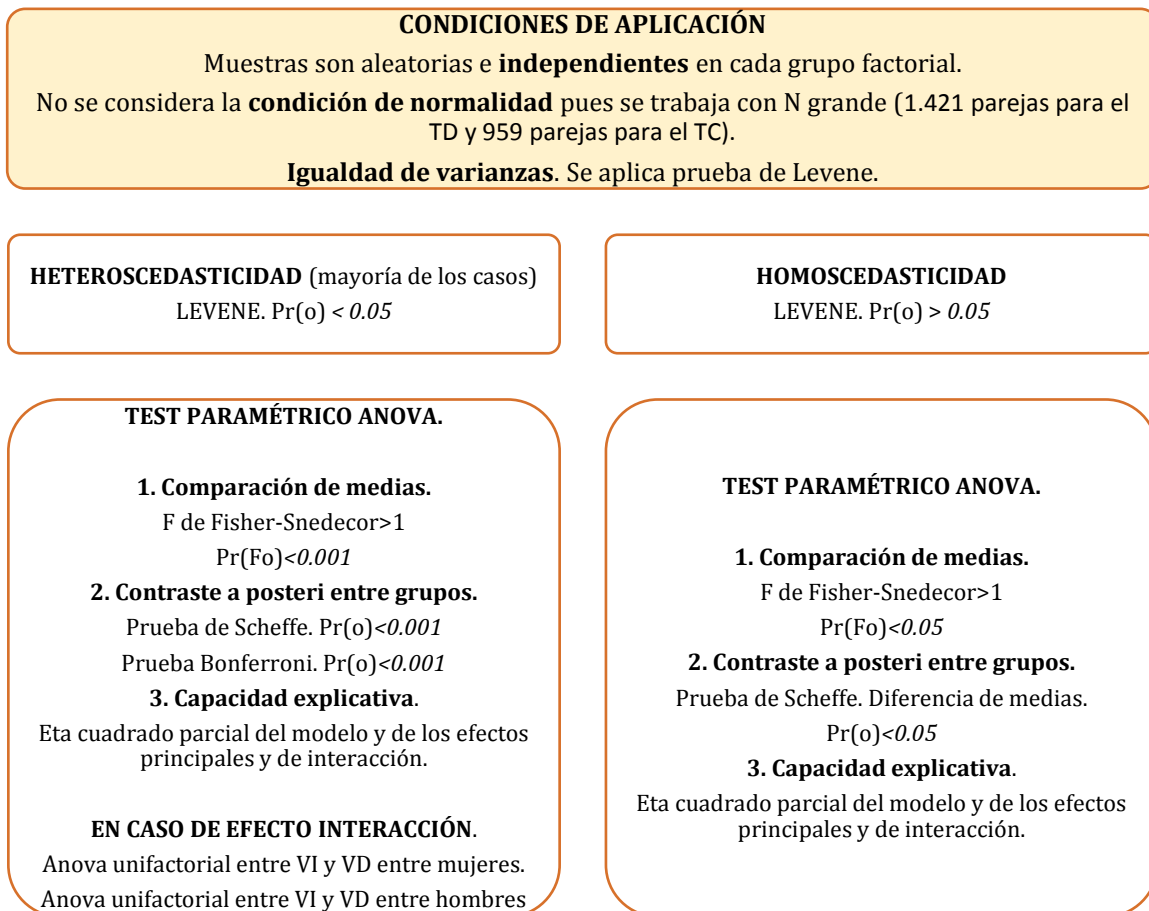 CONDICIONES DE APLICACIÓN
Muestras son aleatorias e independientes en cada grupo factorial.
No se considera la condición de normalidad pues se trabaja con N grande (1.421 parejas para el
TD y 959 parejas para el TC).
Igualdad de varianzas. Se aplica prueba de Levene.
HETEROSCEDASTICIDAD (mayoría de los casos)
LEVENE. Pr(o) < 0.05
HOMOSCEDASTICIDAD
LEVENE. Pr(o) > 0.05
TEST PARAMÉTRICO ANOVA.
1. Comparación de medias.
F de Fisher-Snedecor>1
Pr(Fo)<0.001
2. Contraste a posteri entre grupos.
Prueba de Scheffe. Pr(o)<0.001
Prueba Bonferroni. Pr(o)<0.001
3. Capacidad explicativa.
Eta cuadrado parcial del modelo y de los efectos
principales y de interacción.
EN CASO DE EFECTO INTERACCIÓN.
Anova unifactorial entre VI y VD entre mujeres.
Anova unifactorial entre VI y VD entre hombres
TEST PARAMÉTRICO ANOVA.
1. Comparación de medias.
F de Fisher-Snedecor>1
Pr(Fo)<0.05
2. Contraste a posteri entre grupos.
Prueba de Scheffe. Diferencia de medias.
Pr(o)<0.05
3. Capacidad explicativa.
Eta cuadrado parcial del modelo y de los efectos
principales y de interacción.